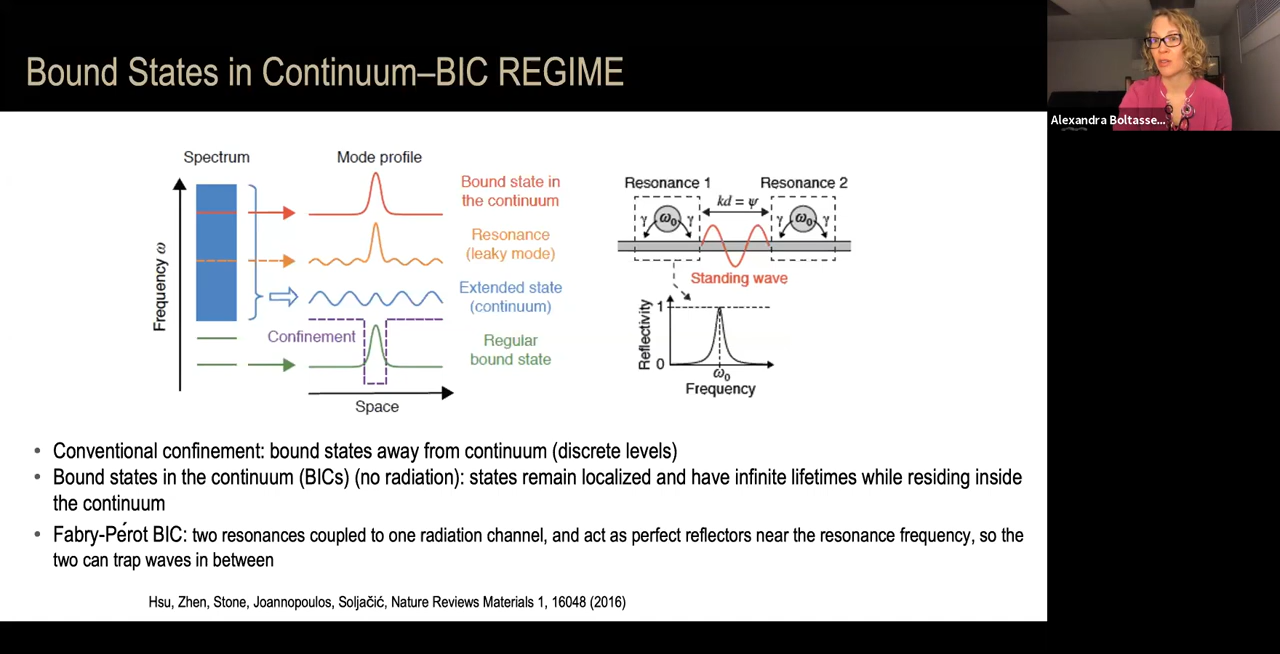 Bound States in Continuum–BIC REGIME
Alexandra Boltasse...
Spectrum
Mode profile
Frequency ω
Bound state in
the continuum
Resonance
(leaky mode)
Extended state
(continuum)
Confinement
Regular
bound state
Space
Resonance 1
Resonance 2
kd = ψ
γ ω₀ γ
γ ω₀ γ
Standing wave
Reflectivity
1
0
ω₀
Frequency
• Conventional confinement: bound states away from continuum (discrete levels)
• Bound states in the continuum (BICs) (no radiation): states remain localized and have infinite lifetimes while residing inside
the continuum
• Fabry-Pérot BIC: two resonances coupled to one radiation channel, and act as perfect reflectors near the resonance frequency, so the
two can trap waves in between
Hsu, Zhen, Stone, Joannopoulos, Soljačić, Nature Reviews Materials 1, 16048 (2016)